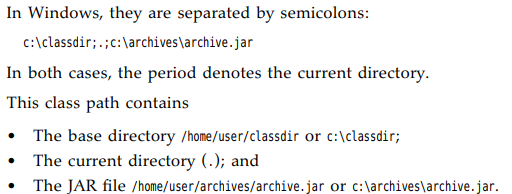 In Windows, they are separated by semicolons:
c:\classdir;.;c:\archives\archive.jar
In both cases, the period denotes the current directory.
This class path contains
• The base directory /home/user/classdir or c:\classdir;
• The current directory (.); and
• The JAR file /home/user/archives/archive.jar or c:\archives\archive.jar.